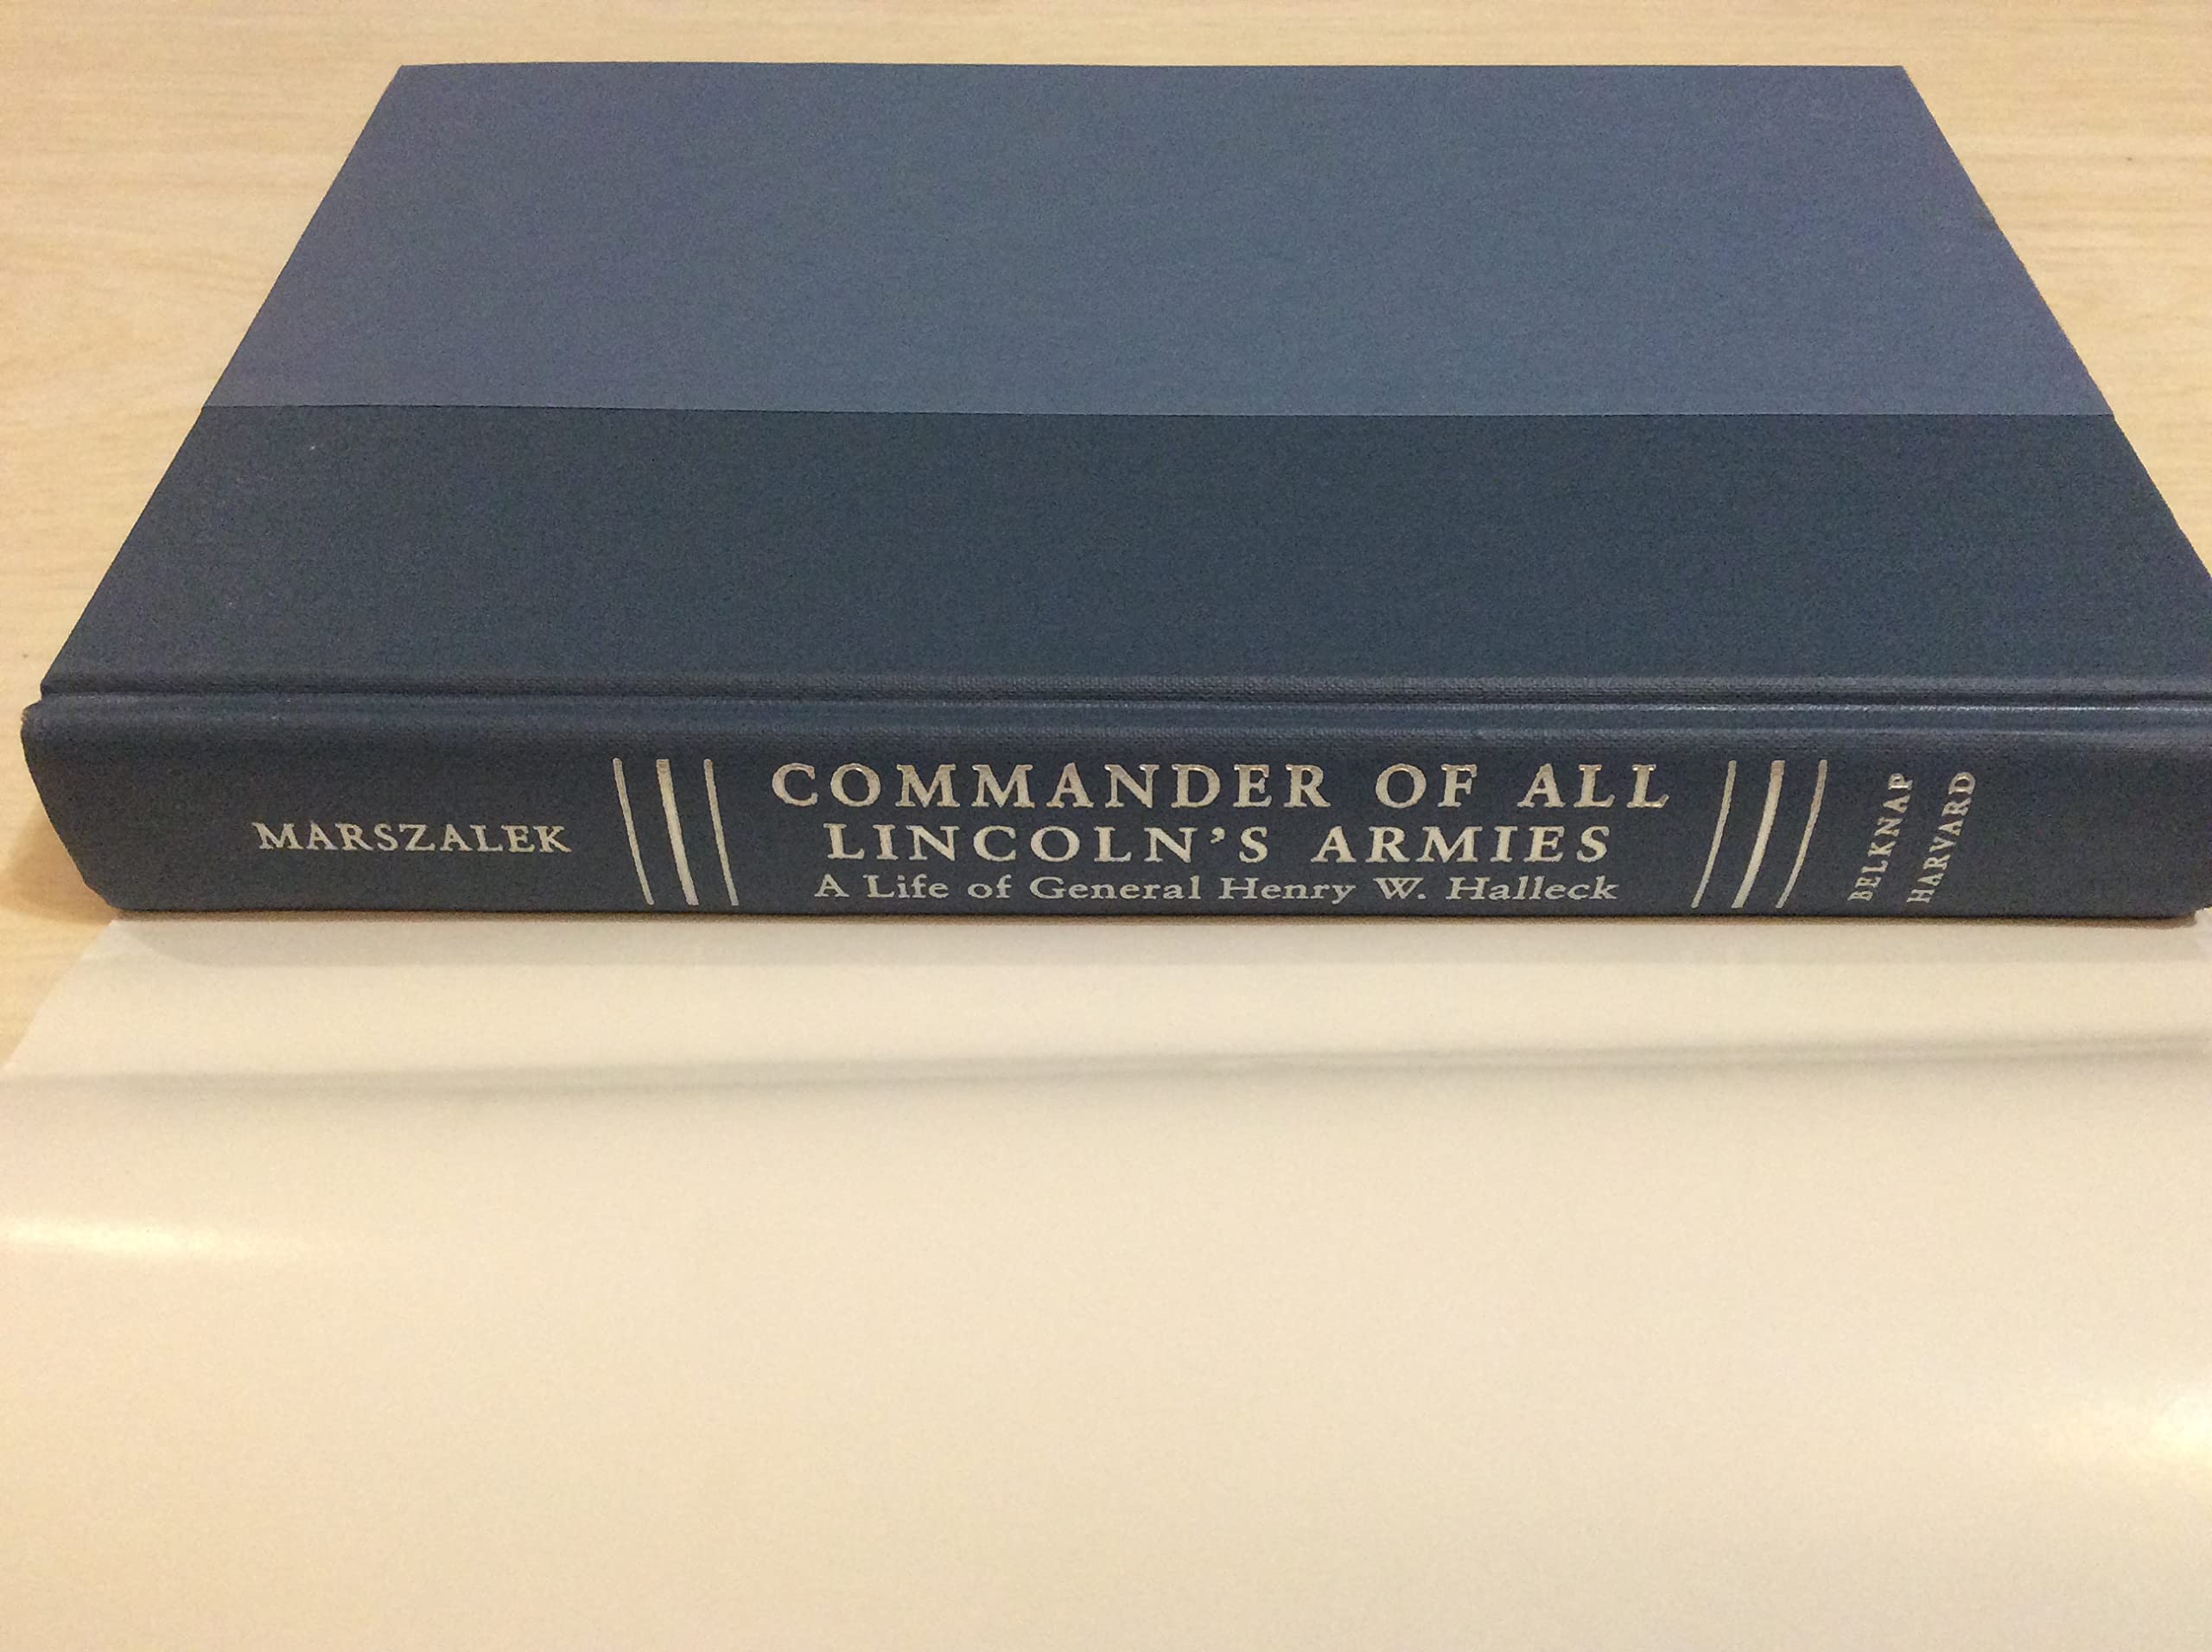 MARSZALEK
COMMANDER OF ALL
LINCOLN'S ARMIES
A Life of General Henry W. Halleck
BELKNAP
HARVARD